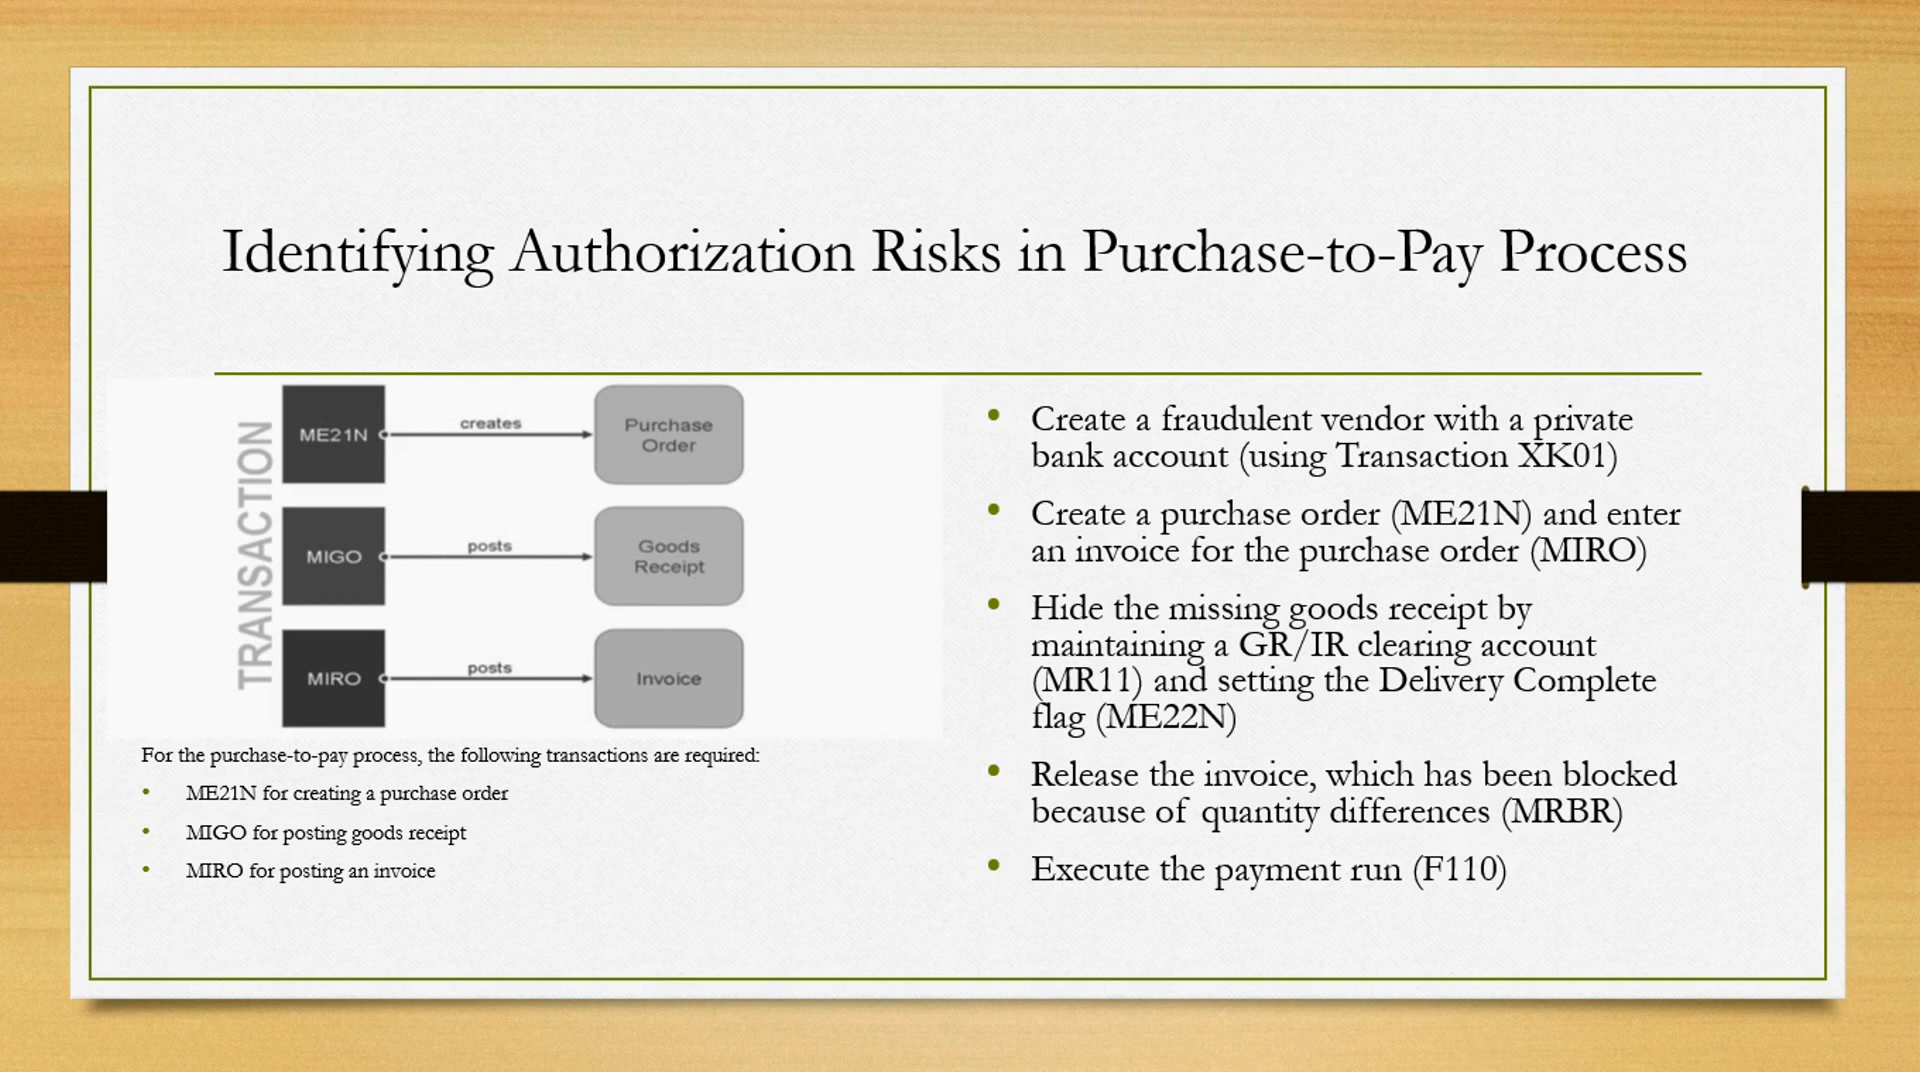 Identifying Authorization Risks in Purchase-to-Pay Process
TRANSACTION
ME21N
creates
Purchase
Order
MIGO
posts
Goods
Receipt
MIRO
posts
Invoice
For the purchase-to-pay process, the following transactions are required:
• ME21N for creating a purchase order
• MIGO for posting goods receipt
• MIRO for posting an invoice
• Create a fraudulent vendor with a private
bank account (using Transaction XK01)
• Create a purchase order (ME21N) and enter
an invoice for the purchase order (MIRO)
• Hide the missing goods receipt by
maintaining a GR/IR clearing account
(MR11) and setting the Delivery Complete
flag (ME22N)
• Release the invoice, which has been blocked
because of quantity differences (MRBR)
• Execute the payment run (F110)